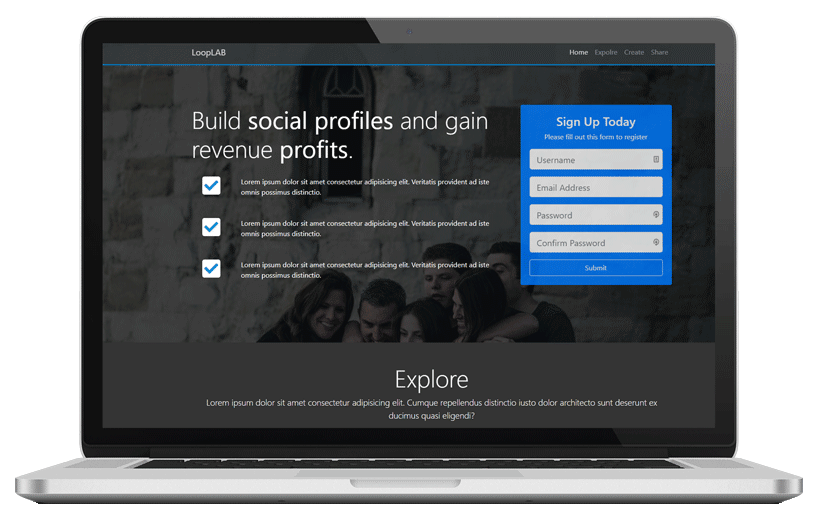 LoopLAB
Home Expolre Create Share
Build social profiles and gain
revenue profits.
Lorem ipsum dolor sit amet consectetur adipisicing elit. Veritatis provident ad iste
omnis possimus distinctio.
Lorem ipsum dolor sit amet consectetur adipisicing elit. Veritatis provident ad iste
omnis possimus distinctio.
Lorem ipsum dolor sit amet consectetur adipisicing elit. Veritatis provident ad iste
omnis possimus distinctio.
Sign Up Today
Please fill out this form to register
Username
Email Address
Password
Confirm Password
Submit
Explore
Lorem ipsum dolor sit amet consectetur adipisicing elit. Cumque repellendus distinctio iusto dolor architecto sunt deserunt ex
ducimus quasi eligendi?